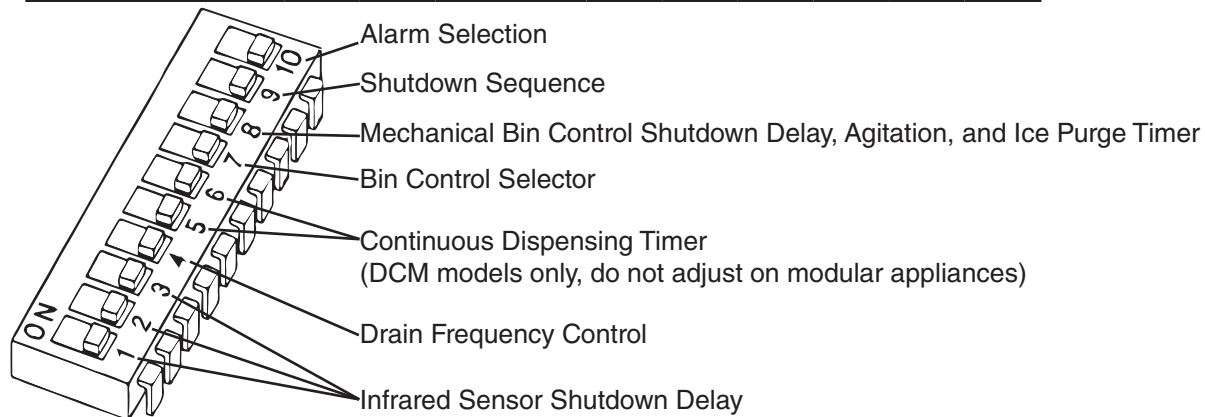 Alarm Selection
Shutdown Sequence
Mechanical Bin Control Shutdown Delay, Agitation, and Ice Purge Timer
Bin Control Selector
Continuous Dispensing Timer
(DCM models only, do not adjust on modular appliances)
Drain Frequency Control
Infrared Sensor Shutdown Delay
10
9
8
7
6
5
4
3
2
1
ON